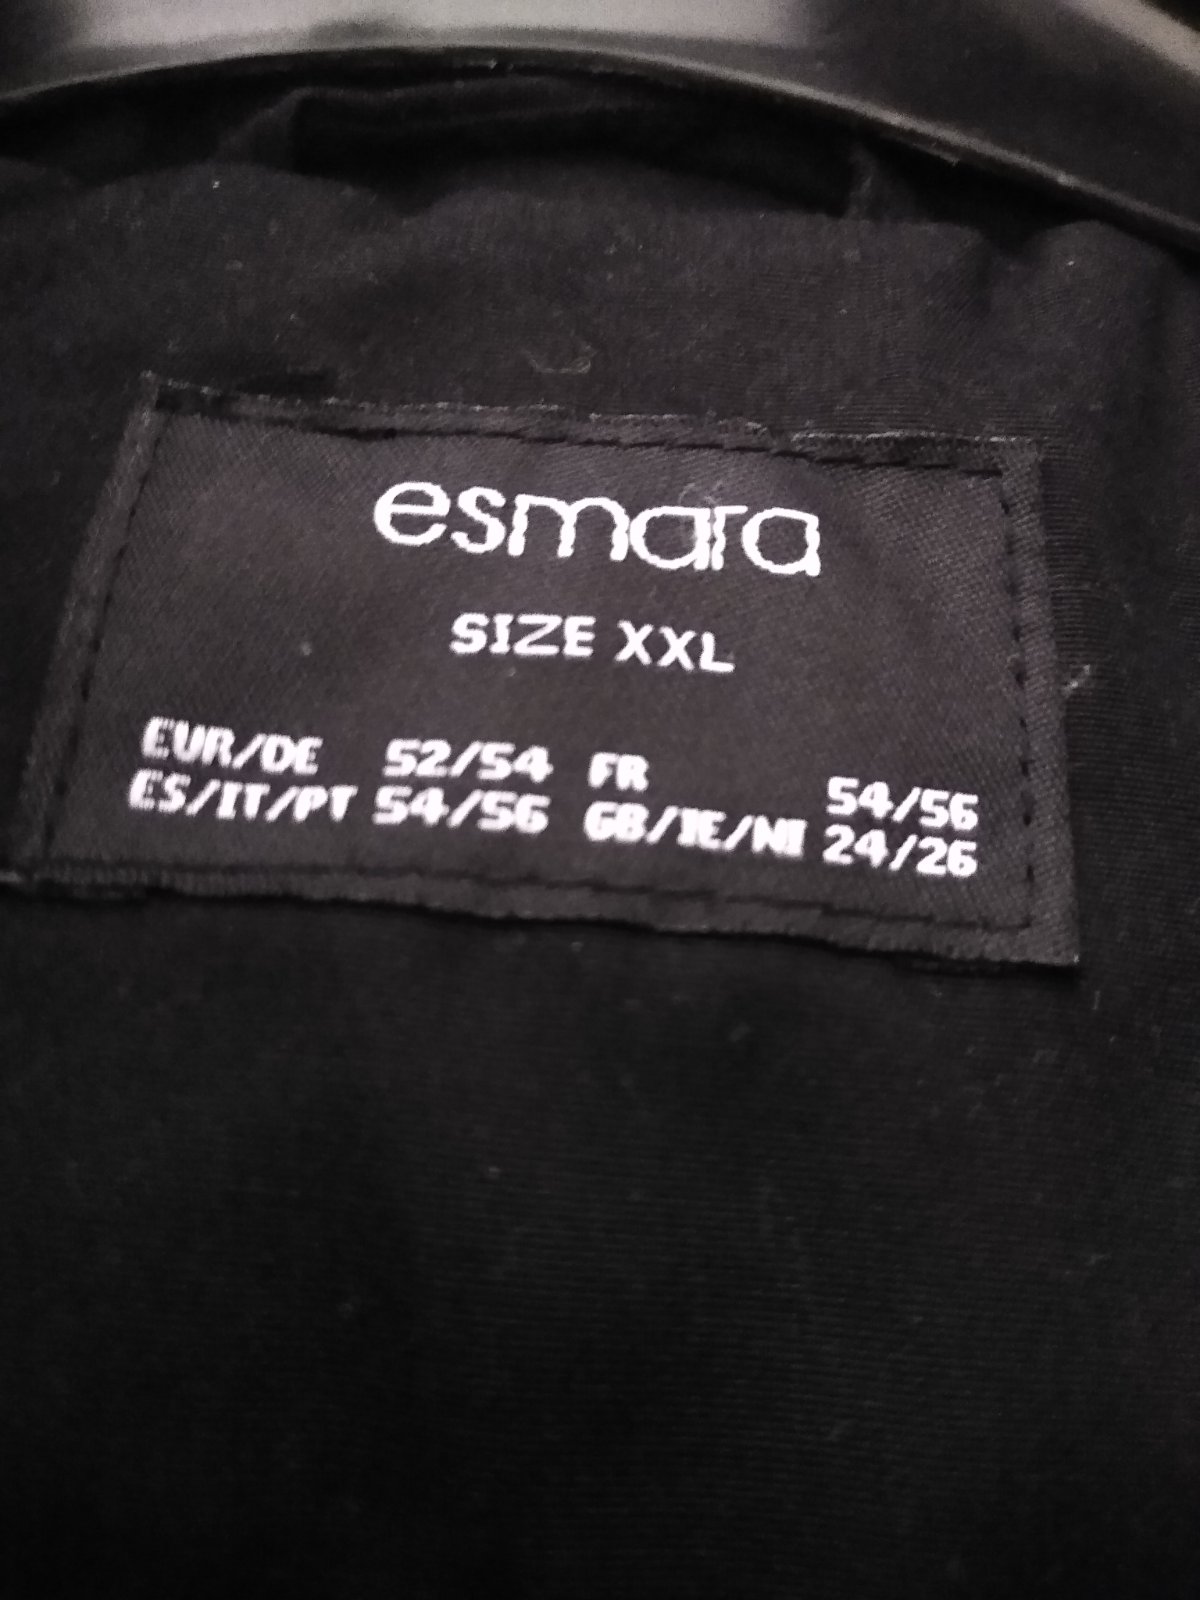 esmara
SIZE XXL
EUR/DE 52/54 FR 54/56
ES/IT/PT 54/56 GB/IE/NI 24/26